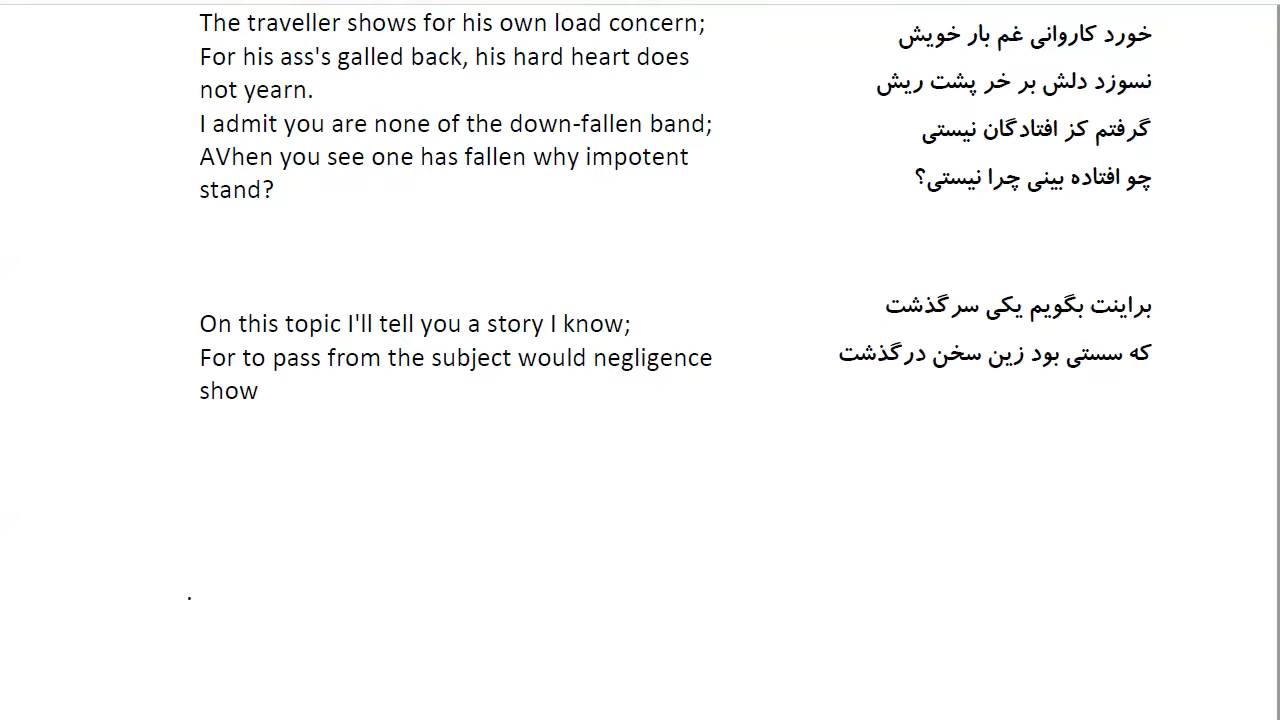 The traveller shows for his own load concern;
For his ass's galled back, his hard heart does
not yearn.
I admit you are none of the down-fallen band;
AVhen you see one has fallen why impotent
stand?
خورد کاروانی غم بار خویش
نسوزد دلش بر خر پشت ریش
گرفتم کز افتادگان نیستی
چو افتاده بینی چرا نیستی؟
On this topic I'll tell you a story I know;
For to pass from the subject would negligence
show
براینت بگویم یکی سرگذشت
که سستی بود زین سخن درگذشت
.